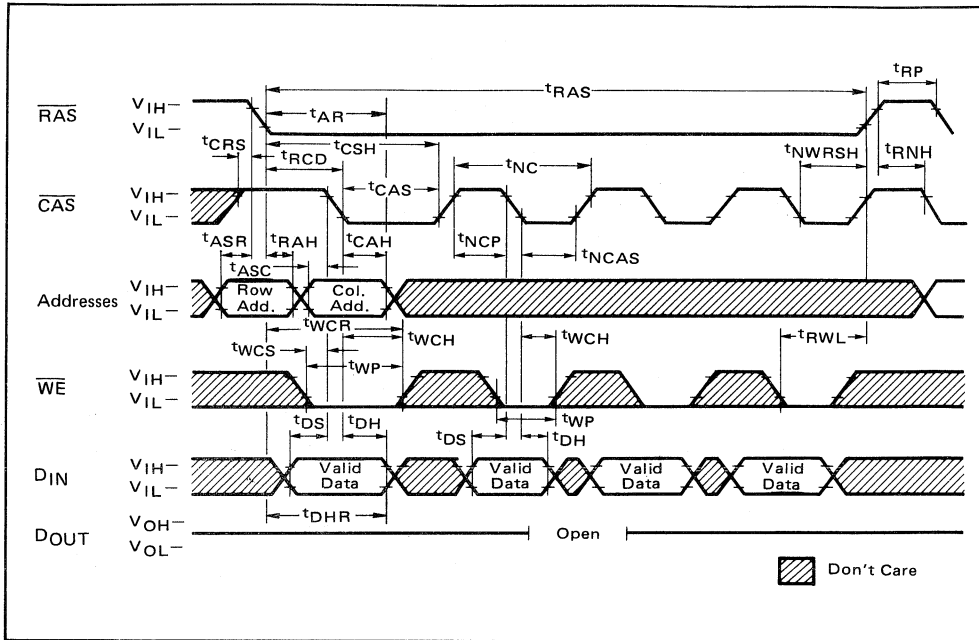 tRP
tRAS
RAS
VIH–
VIL–
tAR
tCRS
tCSH
tRCD
tNC
tNWRSH
tRNH
CAS
VIH–
VIL–
tCAS
tASR
tRAH
tCAH
tNCP
tNCAS
tASC
Addresses
VIH–
VIL–
Row
Add.
Col.
Add.
tWCR
tWCH
tWCH
tRWL
tWCS
tWP
WE
VIH–
VIL–
tWP
tDS
tDH
tDS
tDH
DIN
VIH–
VIL–
Valid
Data
Valid
Data
Valid
Data
Valid
Data
tDHR
DOUT
VOH–
VOL–
Open
Don't Care